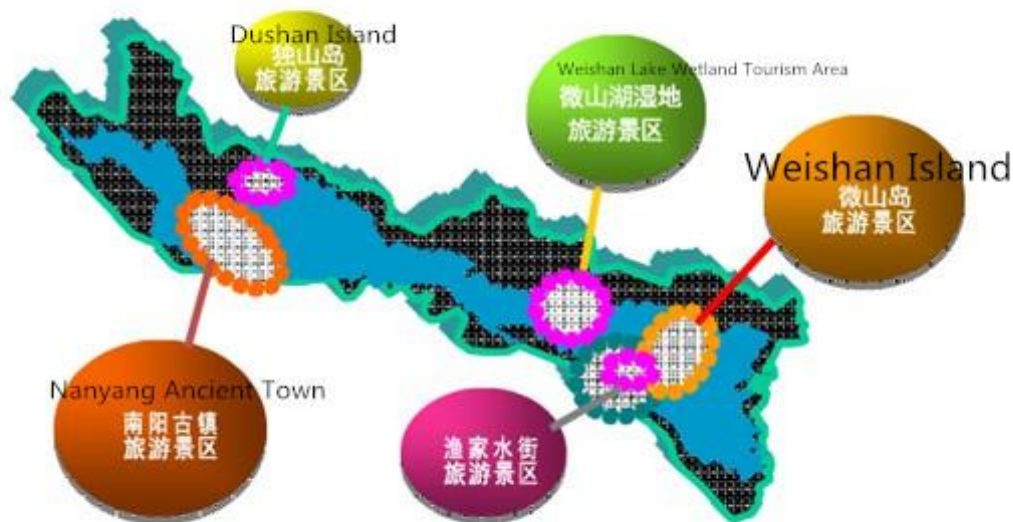 Dushan Island
独山岛
旅游景区
Weishan Lake Wetland Tourism Area
微山湖湿地
旅游景区
Weishan Island
微山岛
旅游景区
Nanyang Ancient Town
南阳古镇
旅游景区
渔家水街
旅游景区